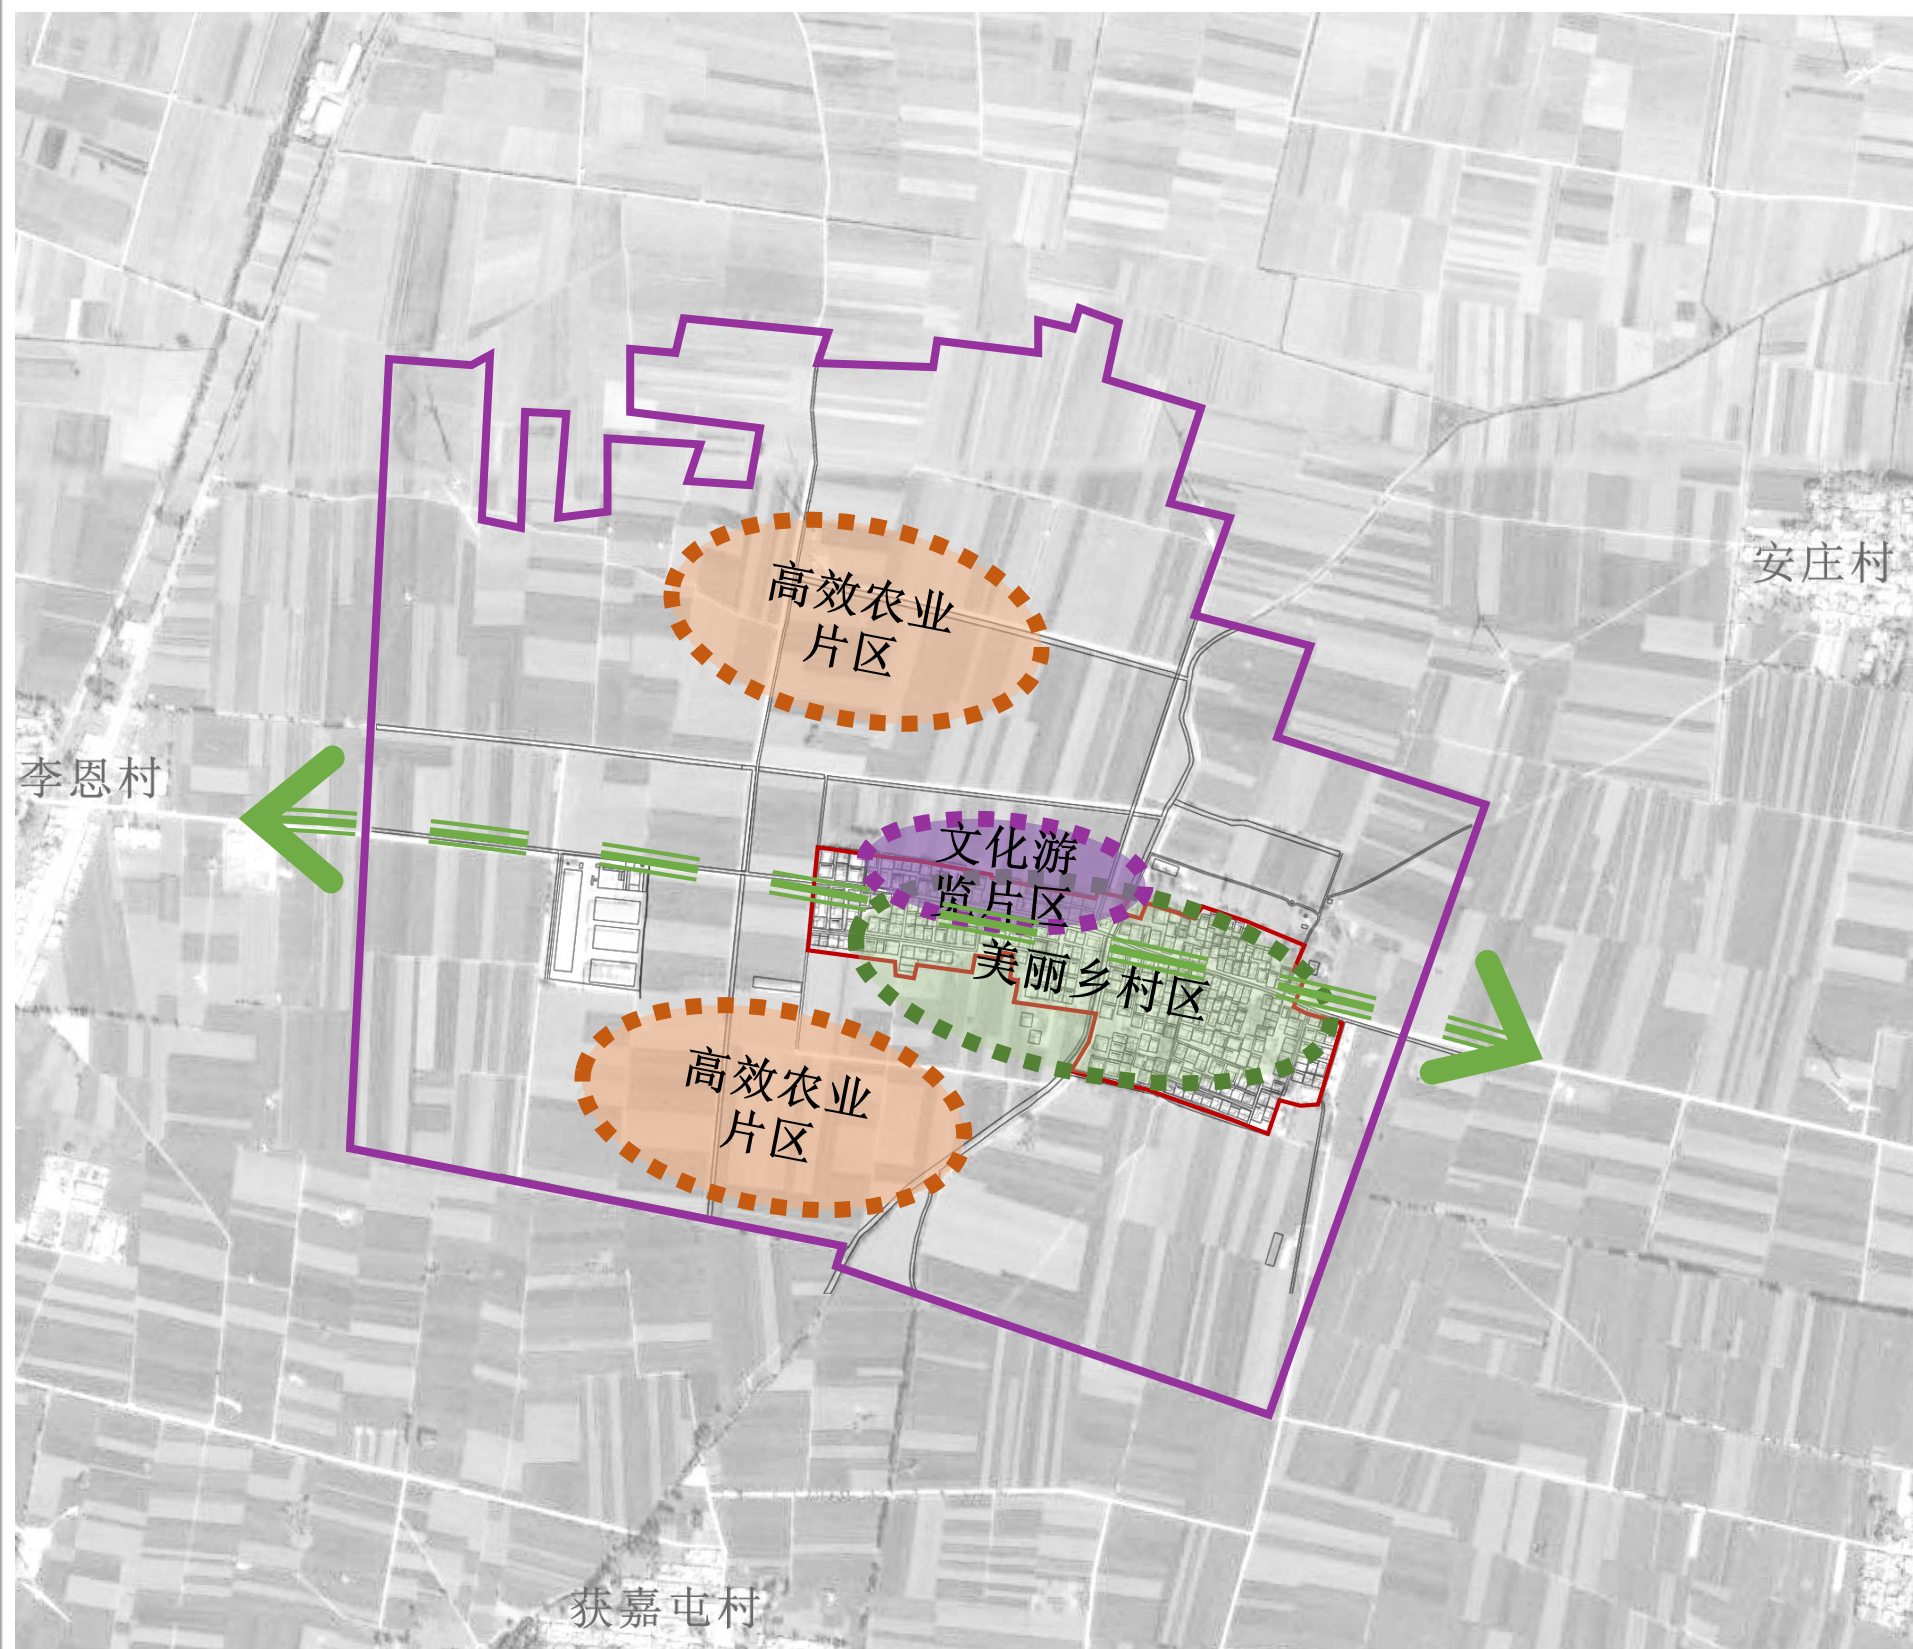 安庄村
高效农业
片区
李恩村
文化游
览片区
美丽乡村区
高效农业
片区
获嘉屯村